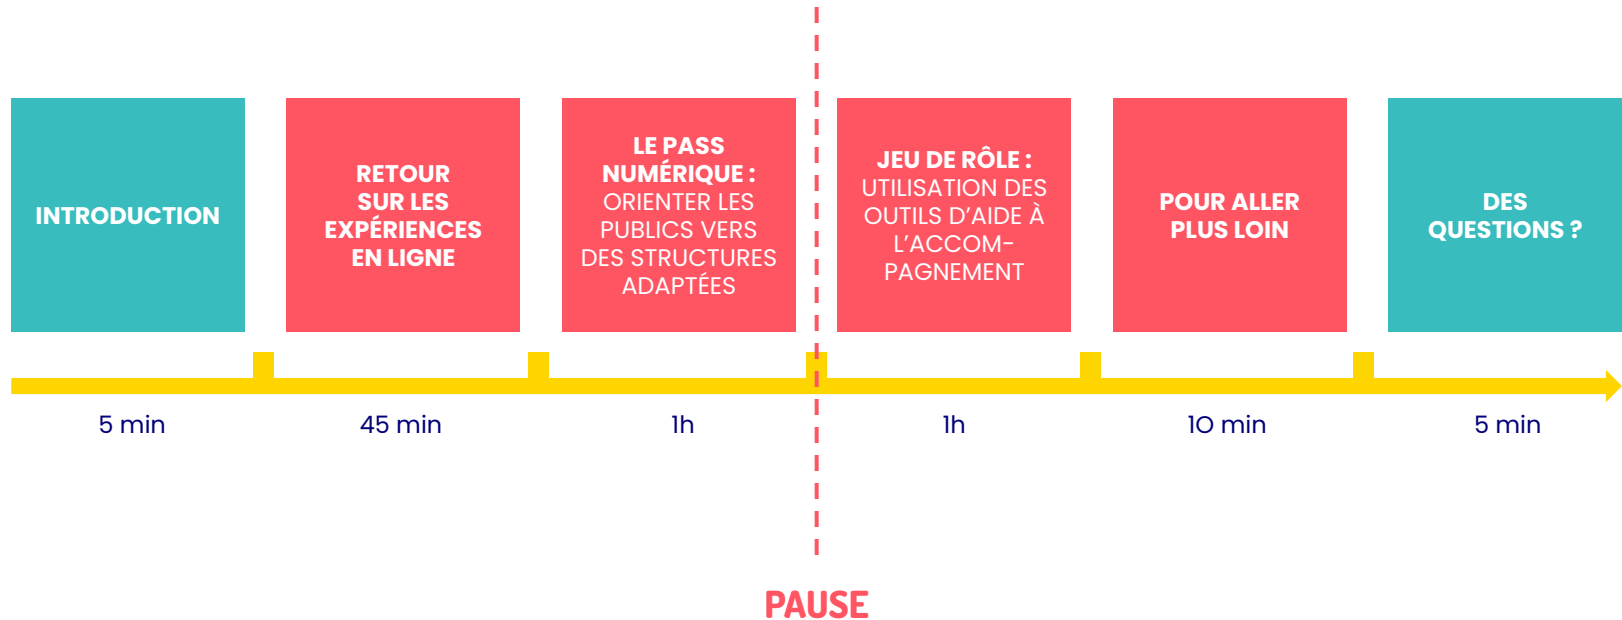 INTRODUCTION
RETOUR
SUR LES
EXPÉRIENCES
EN LIGNE
LE PASS
NUMÉRIQUE :
ORIENTER LES
PUBLICS VERS
DES STRUCTURES
ADAPTÉES
JEU DE RÔLE :
UTILISATION DES
OUTILS D’AIDE À
L’ACCOM-
PAGNEMENT
POUR ALLER
PLUS LOIN
DES
QUESTIONS ?
5 min
45 min
1h
1h
10 min
5 min
PAUSE